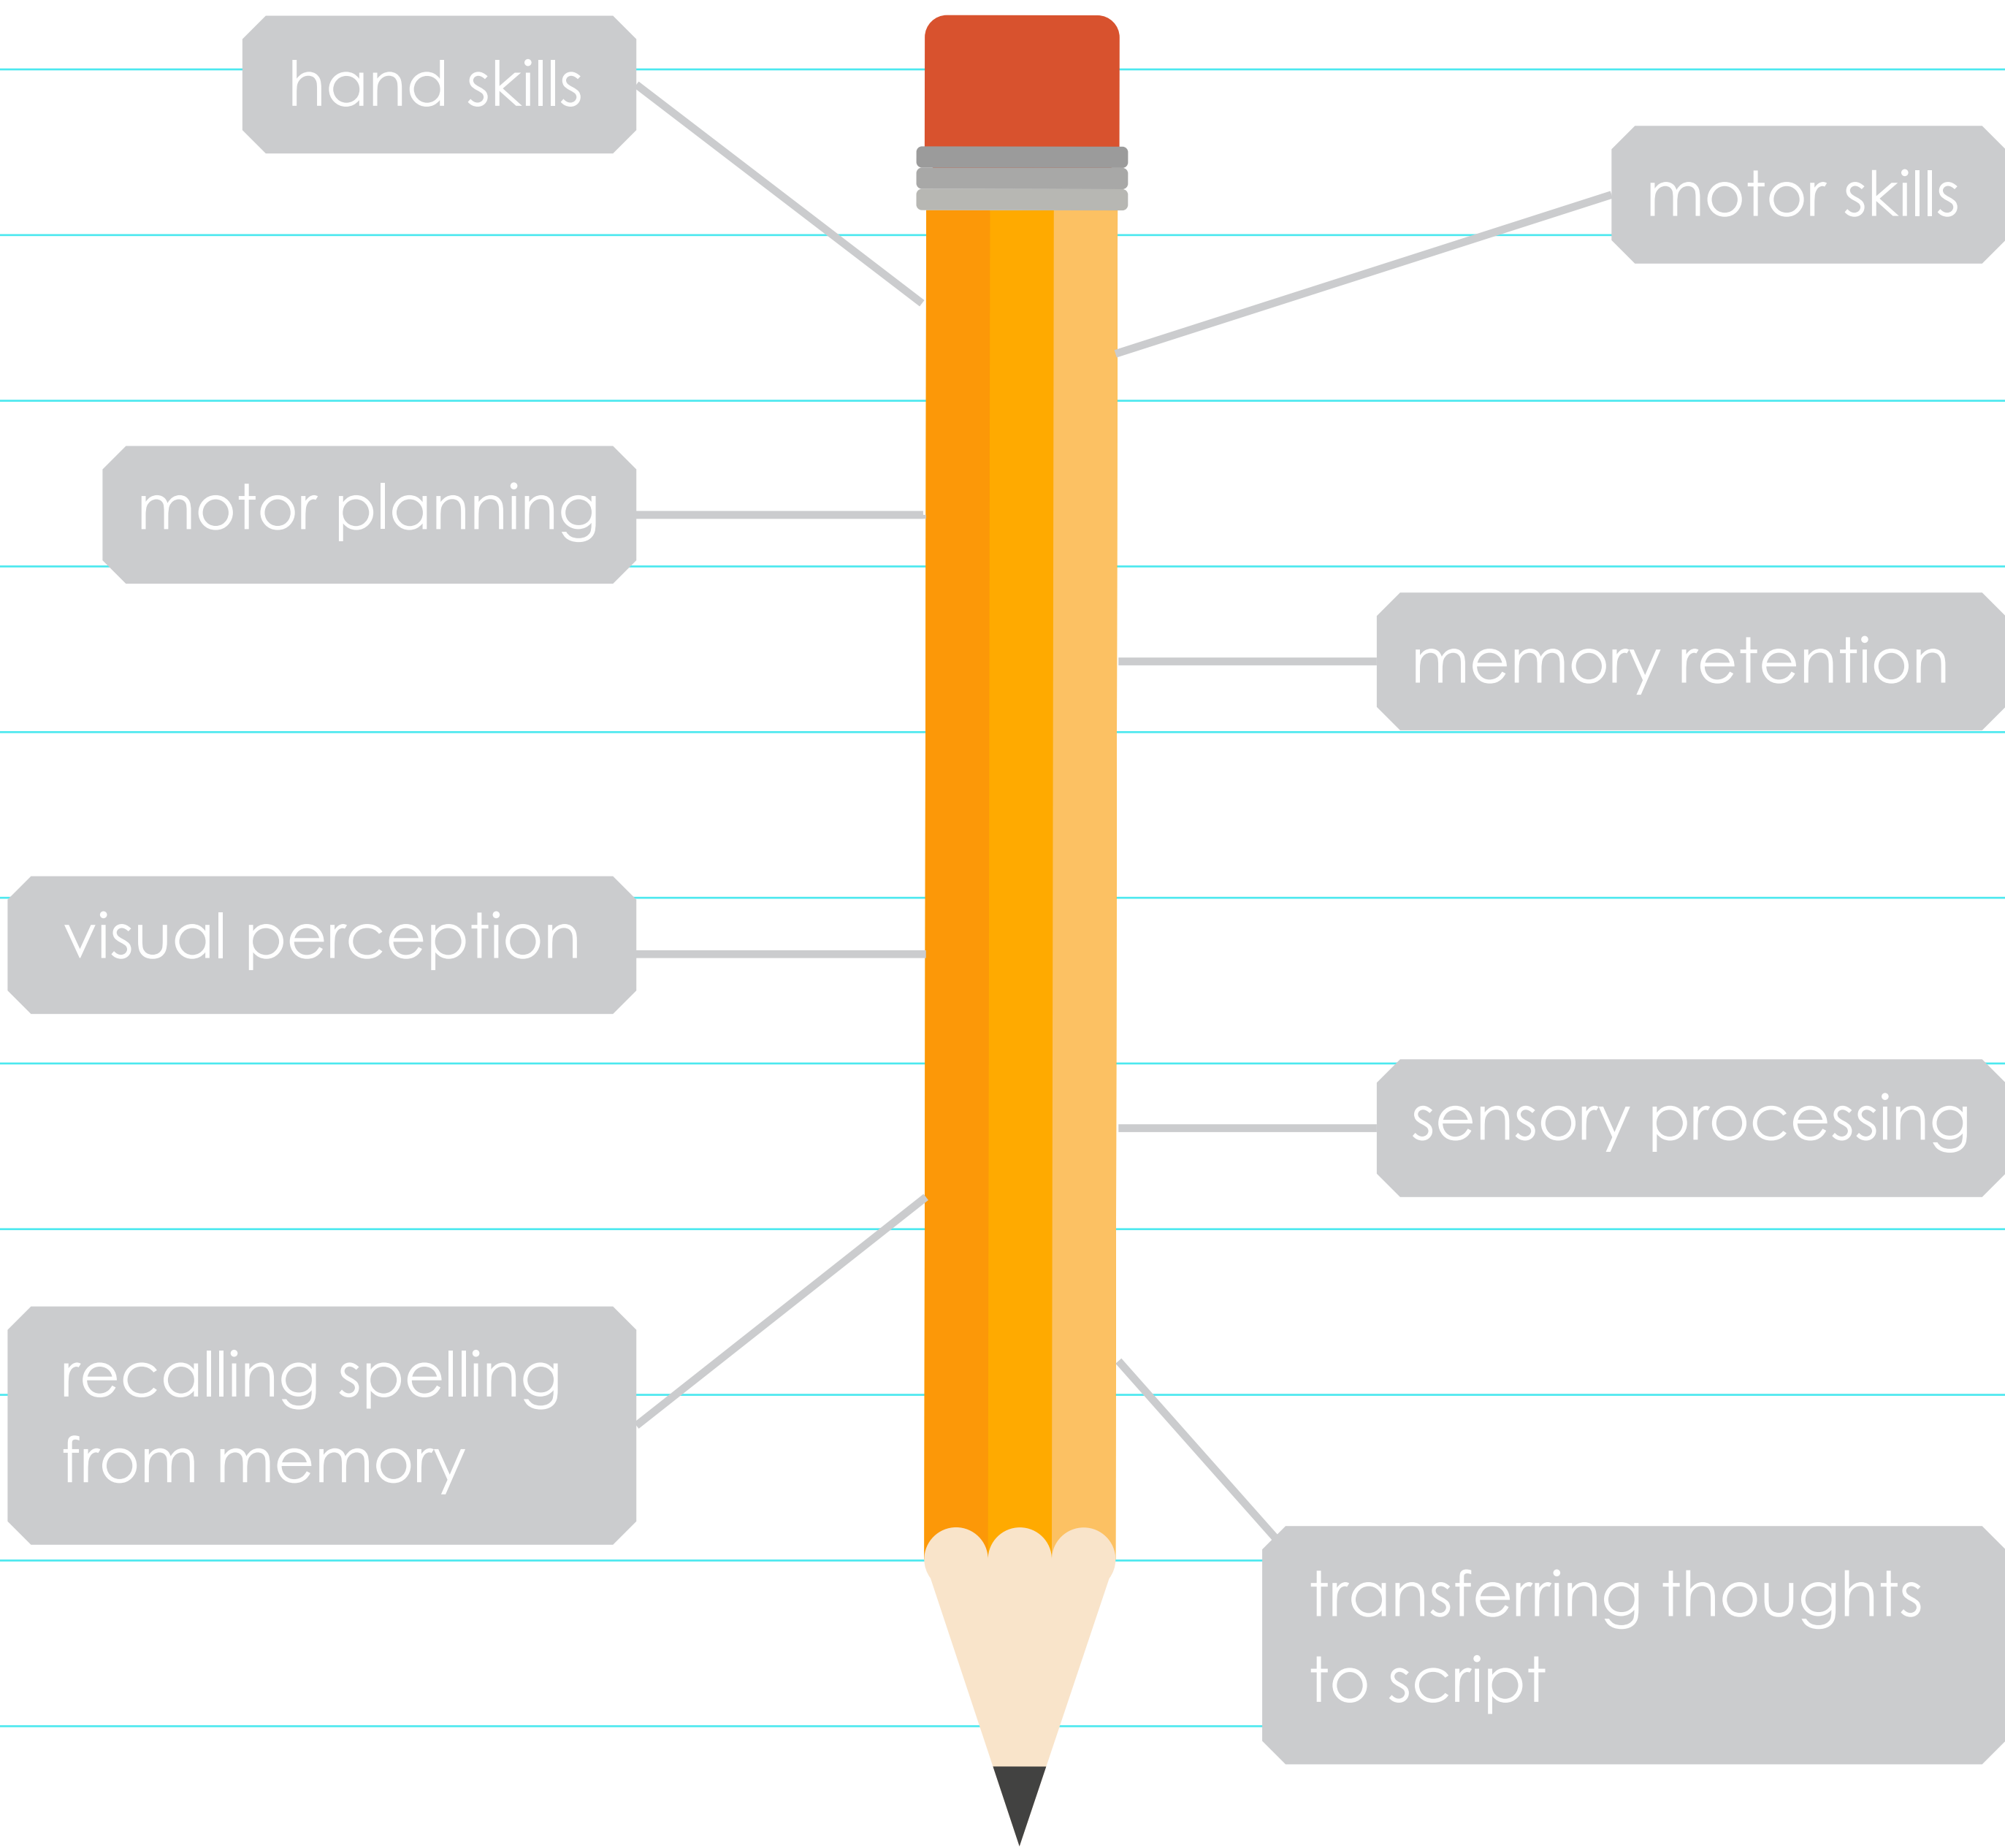 hand skills
motor skills
motor planning
memory retention
visual perception
sensory processing
recalling spelling
from memory
transferring thoughts
to script